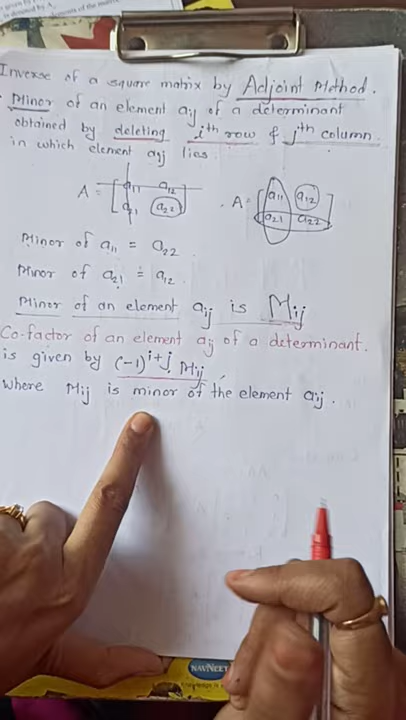 Inverse of a square matrix by Adjoint Method.
Minor of an element aij of a determinant
obtained by deleting ith row & jth column
in which element aij lies.
A = [a11 a12
a21 a22]
A = [a11 a12
a21 a22]
Minor of a11 = a22
Minor of a21 = a12
Minor of an element aij is Mij
Co-factor of an element aij of a determinant.
is given by (-1)^i+j. Mij
where Mij is minor of the element aij.
NAVNEET